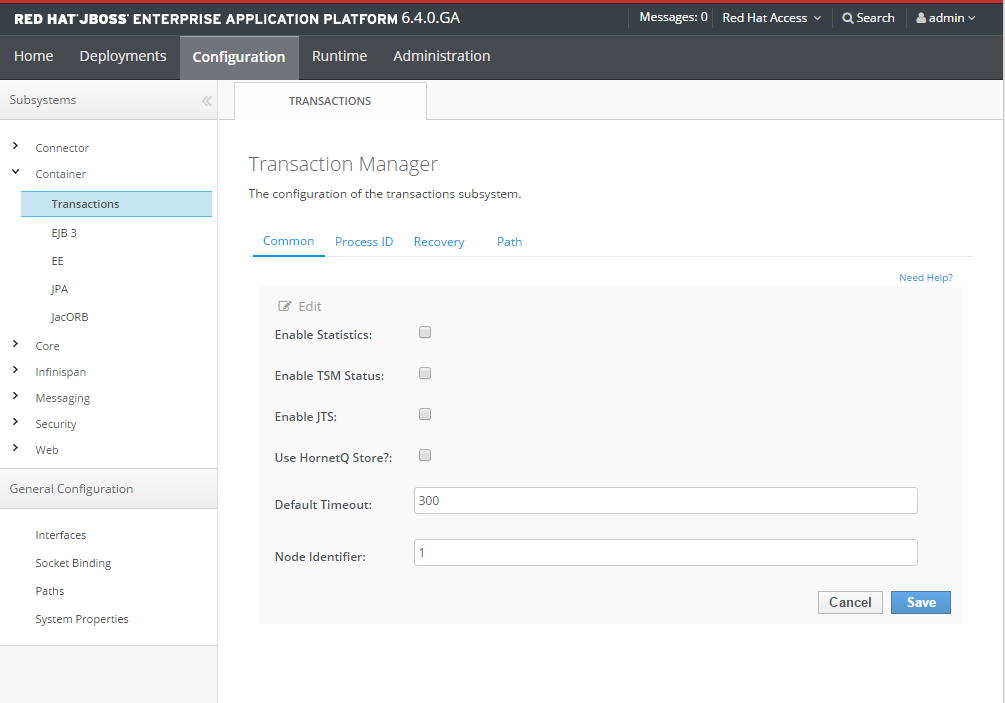 RED HAT® JBOSS® ENTERPRISE APPLICATION PLATFORM 6.4.0.GA
Messages: 0
Red Hat Access
Search
admin
Home
Deployments
Configuration
Runtime
Administration
Subsystems
TRANSACTIONS
Connector
Container
Transactions
EJB 3
EE
JPA
JacORB
Core
Infinispan
Messaging
Security
Web
General Configuration
Interfaces
Socket Binding
Paths
System Properties
Transaction Manager
The configuration of the transactions subsystem.
Common
Process ID
Recovery
Path
Need Help?
Edit
Enable Statistics:
Enable TSM Status:
Enable JTS:
Use HornetQ Store?:
Default Timeout: 300
Node Identifier: 1
Cancel
Save